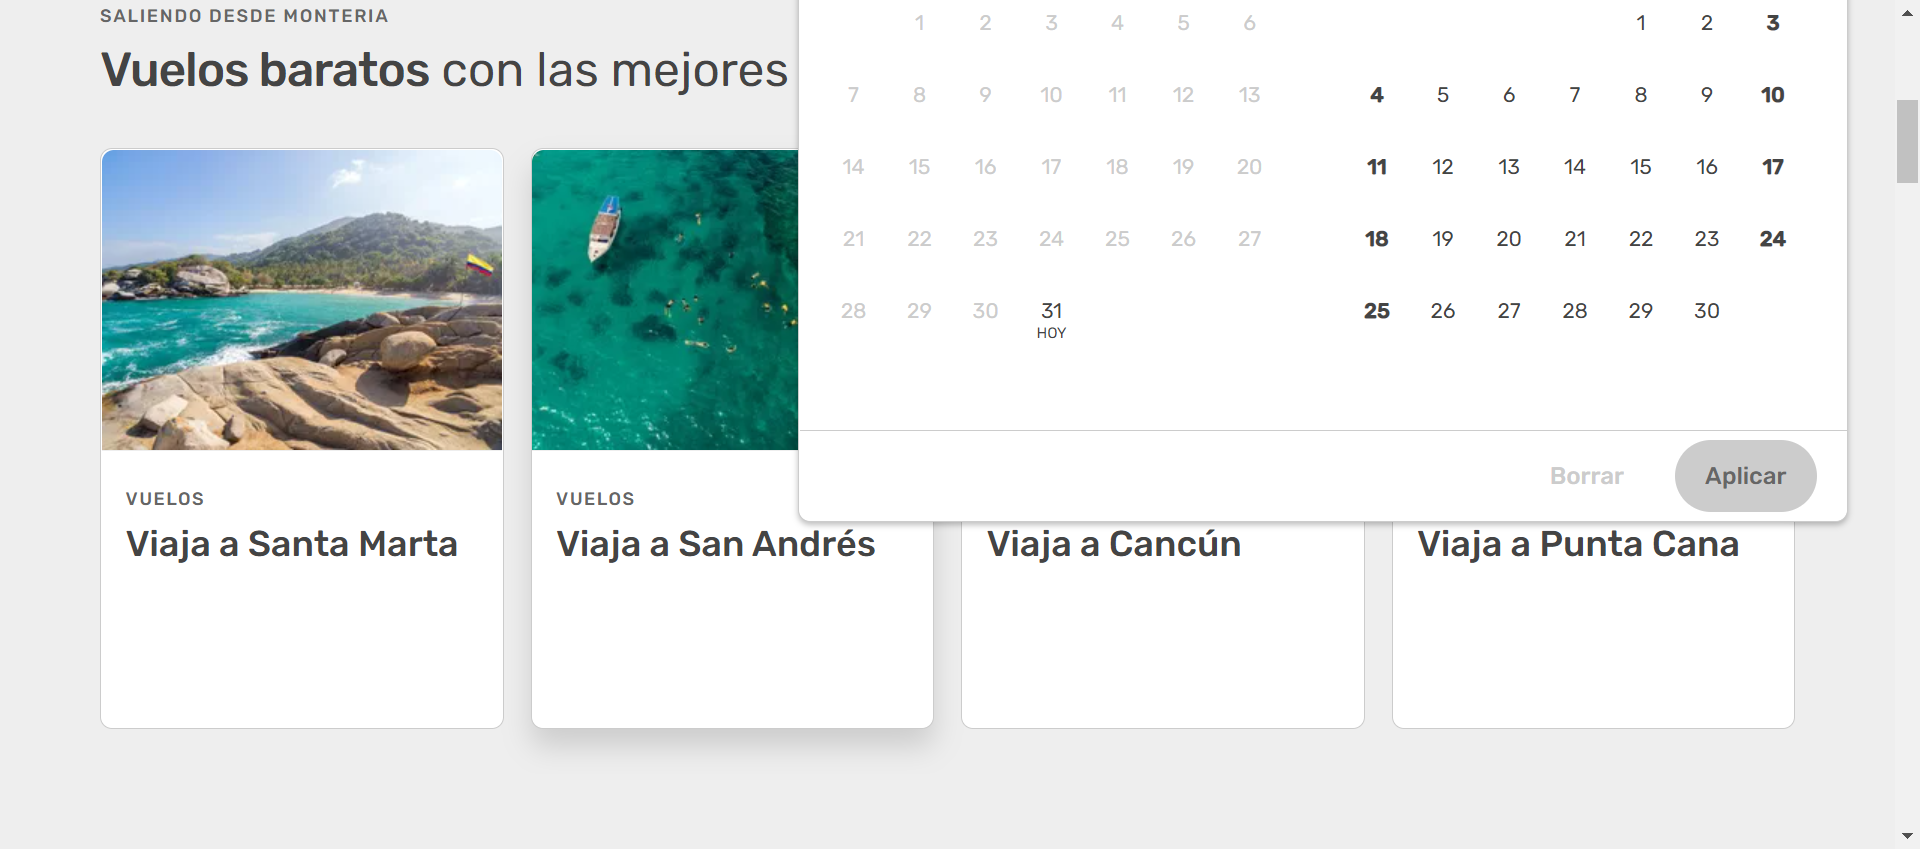 SALIENDO DESDE MONTERIA
Vuelos baratos con las mejores
1 2 3 4 5 6
7 8 9 10 11 12 13
14 15 16 17 18 19 20
21 22 23 24 25 26 27
28 29 30 31
HOY
1 2 3
4 5 6 7 8 9 10
11 12 13 14 15 16 17
18 19 20 21 22 23 24
25 26 27 28 29 30
Borrar Aplicar
VUELOS
Viaja a Santa Marta
VUELOS
Viaja a San Andrés
Viaja a Cancún
Viaja a Punta Cana